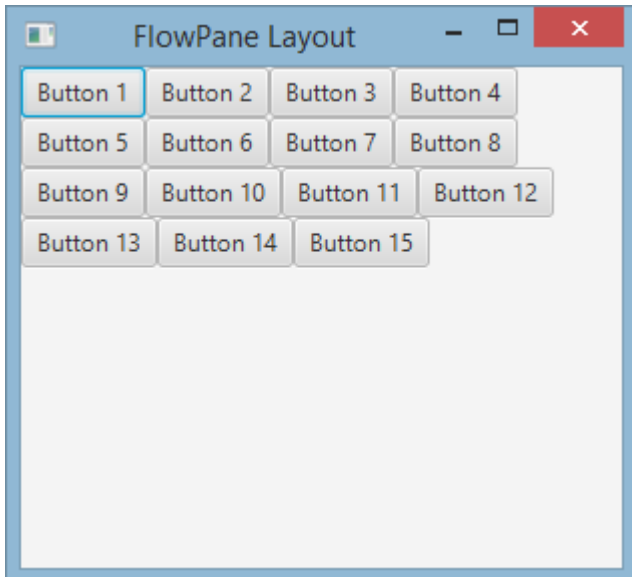 FlowPane Layout
Button 1 Button 2 Button 3 Button 4
Button 5 Button 6 Button 7 Button 8
Button 9 Button 10 Button 11 Button 12
Button 13 Button 14 Button 15